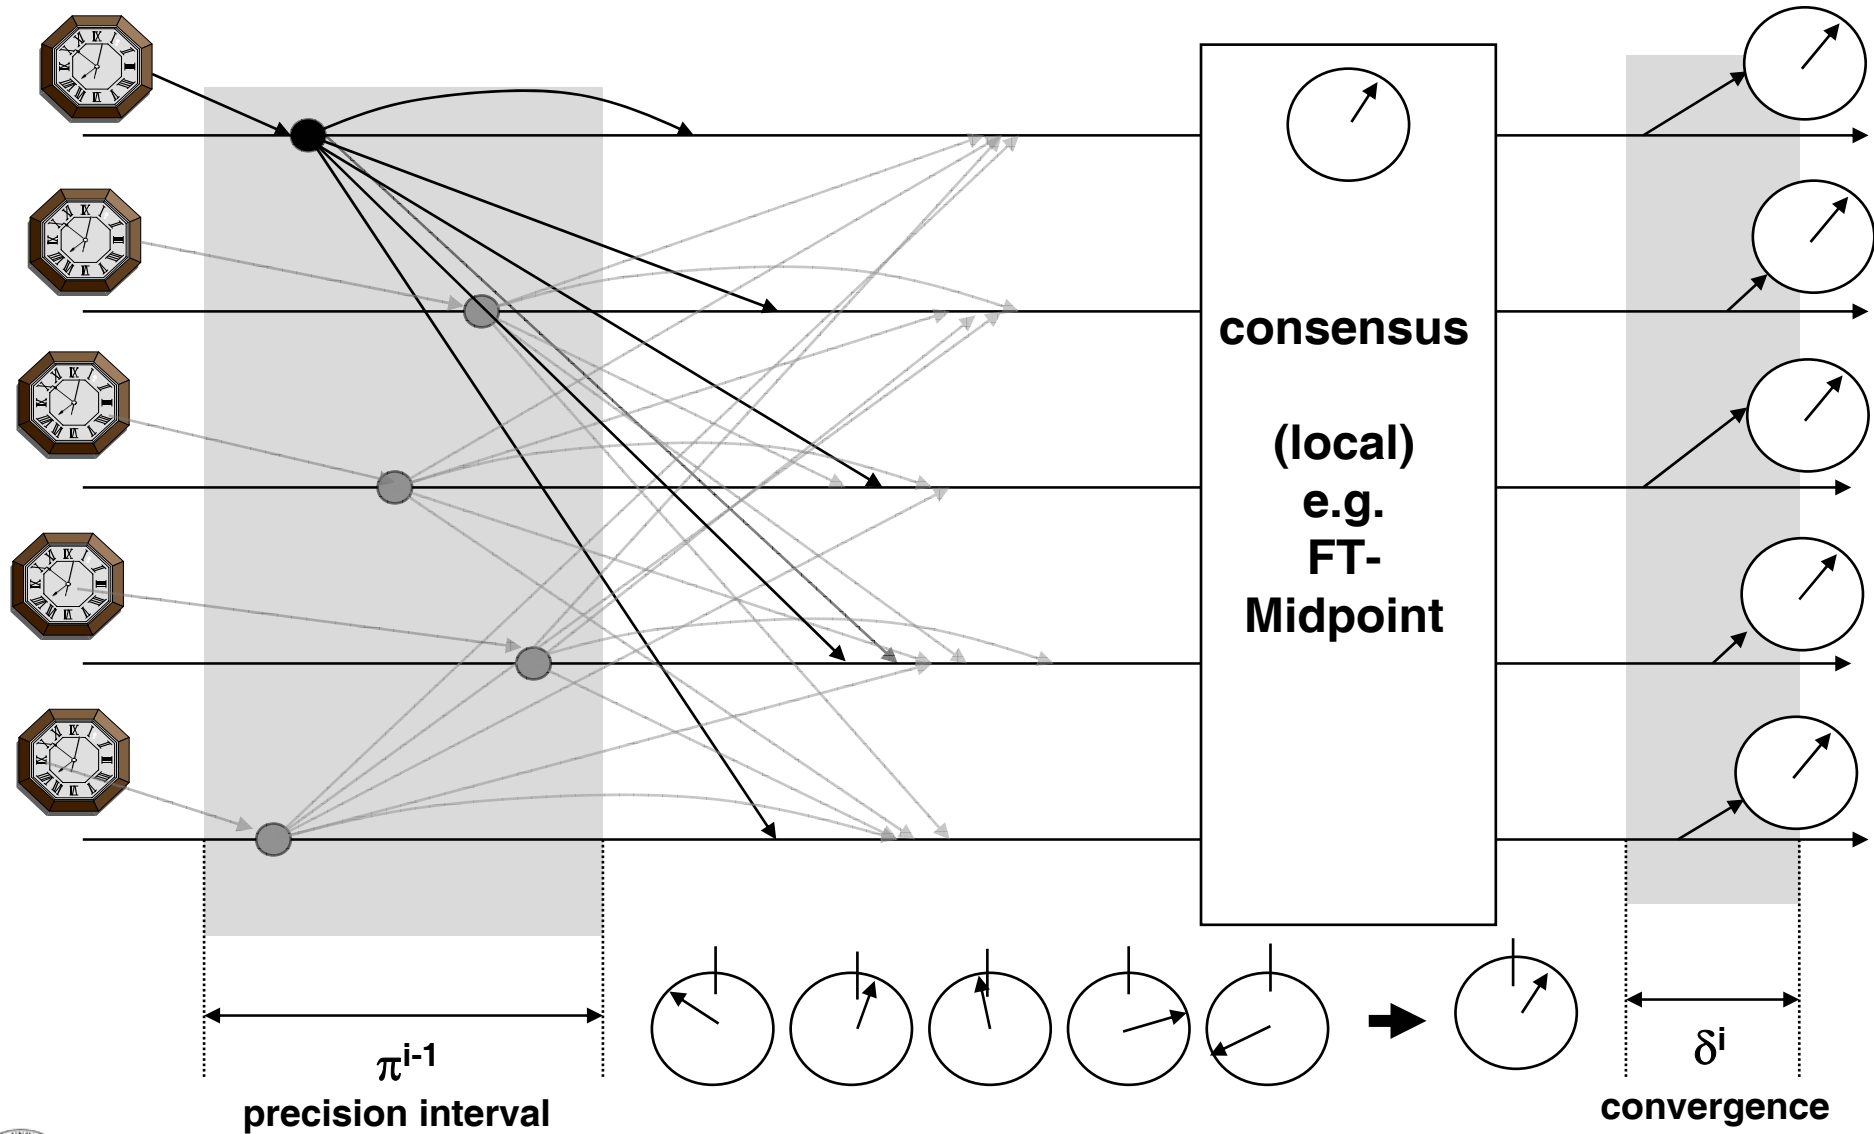 consensus
(local)
e.g.
FT-
Midpoint
πi-1
precision interval
δi
convergence